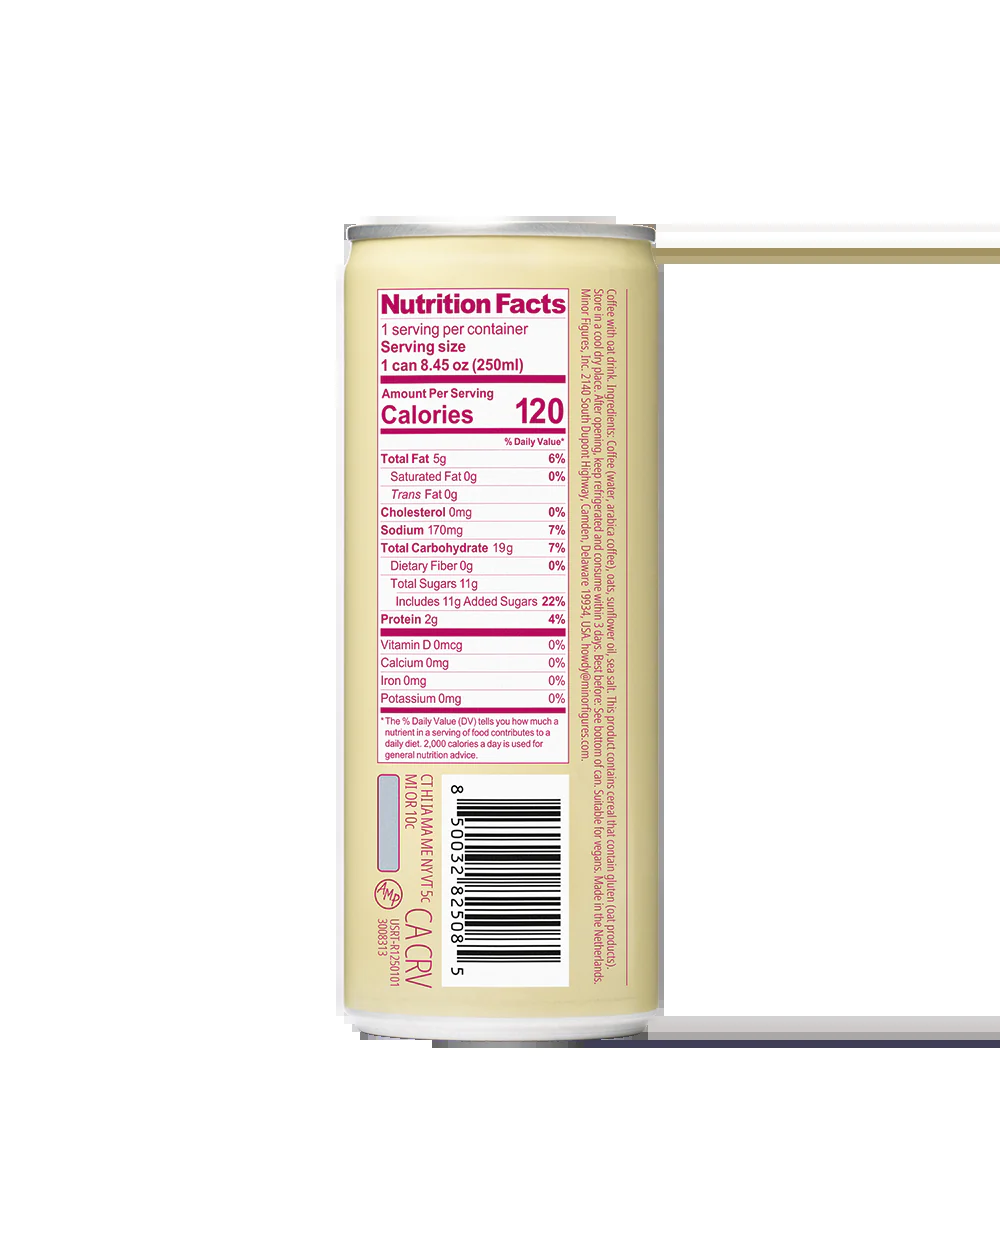 Nutrition Facts
1 serving per container
Serving size
1 can 8.45 oz (250ml)
Amount Per Serving
Calories 120
% Daily Value*
Total Fat 5g 6%
Saturated Fat 0g 0%
Trans Fat 0g
Cholesterol 0mg 0%
Sodium 170mg 7%
Total Carbohydrate 19g 7%
Dietary Fiber 0g 0%
Total Sugars 11g
Includes 11g Added Sugars 22%
Protein 2g 4%
Vitamin D 0mcg 0%
Calcium 0mg 0%
Iron 0mg 0%
Potassium 0mg 0%
*The % Daily Value (DV) tells you how much a
nutrient in a serving of food contributes to a
daily diet. 2,000 calories a day is used for
general nutrition advice.
Coffee with oat drink. Ingredients: Coffee (water, arabica coffee), oats, sunflower oil, sea salt. This product contains cereal that contain gluten (oat products).
Store in a cool dry place. After opening, keep refrigerated and consume within 3 days. Best before: See bottom of can. Suitable for vegans. Made in the Netherlands.
Minor Figures, Inc. 2140 South Dupont Highway, Camden, Delaware 19934, USA. howdy@minorfigures.com.
8 50032 82508 5
CT HI IA MA ME NY VT 5c
MI OR 10c
CA CRV
AMP
USRT-R1250101
3008313